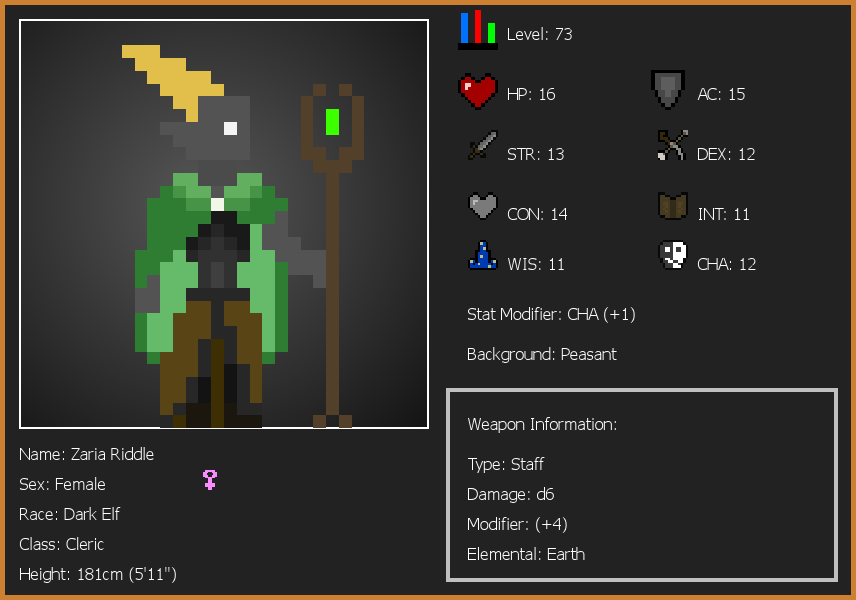 Level: 73
HP: 16
AC: 15
STR: 13
DEX: 12
CON: 14
INT: 11
WIS: 11
CHA: 12
Stat Modifier: CHA (+1)
Background: Peasant
Weapon Information:
Type: Staff
Damage: d6
Modifier: (+4)
Elemental: Earth
Name: Zaria Riddle
Sex: Female
Race: Dark Elf
Class: Cleric
Height: 181cm (5'11")